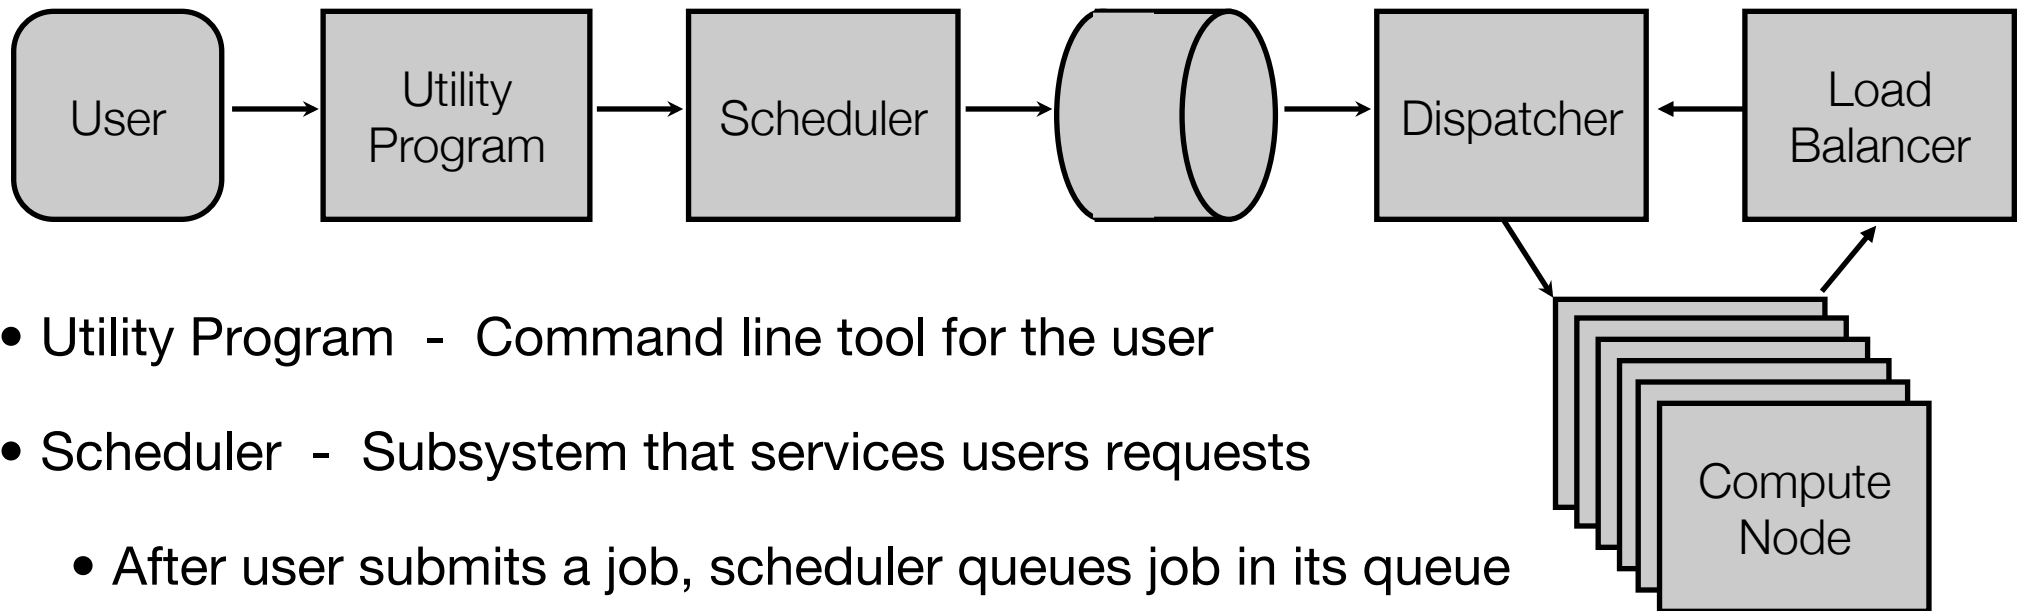 User
Utility
Program
Scheduler
Dispatcher
Load
Balancer
• Utility Program - Command line tool for the user
• Scheduler - Subsystem that services users requests
• After user submits a job, scheduler queues job in its queue
Compute
Node